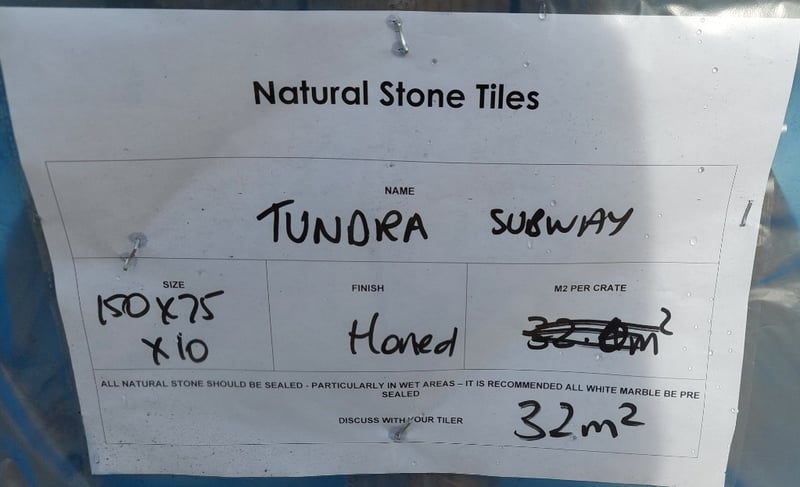 Natural Stone Tiles
NAME
TUNDRA SUBWAY
SIZE
150x75
x10
FINISH
Honed
M2 PER CRATE
ALL NATURAL STONE SHOULD BE SEALED - PARTICULARLY IN WET AREAS – IT IS RECOMMENDED ALL WHITE MARBLE BE PRE
SEALED
DISCUSS WITH YOUR TILER
32m²